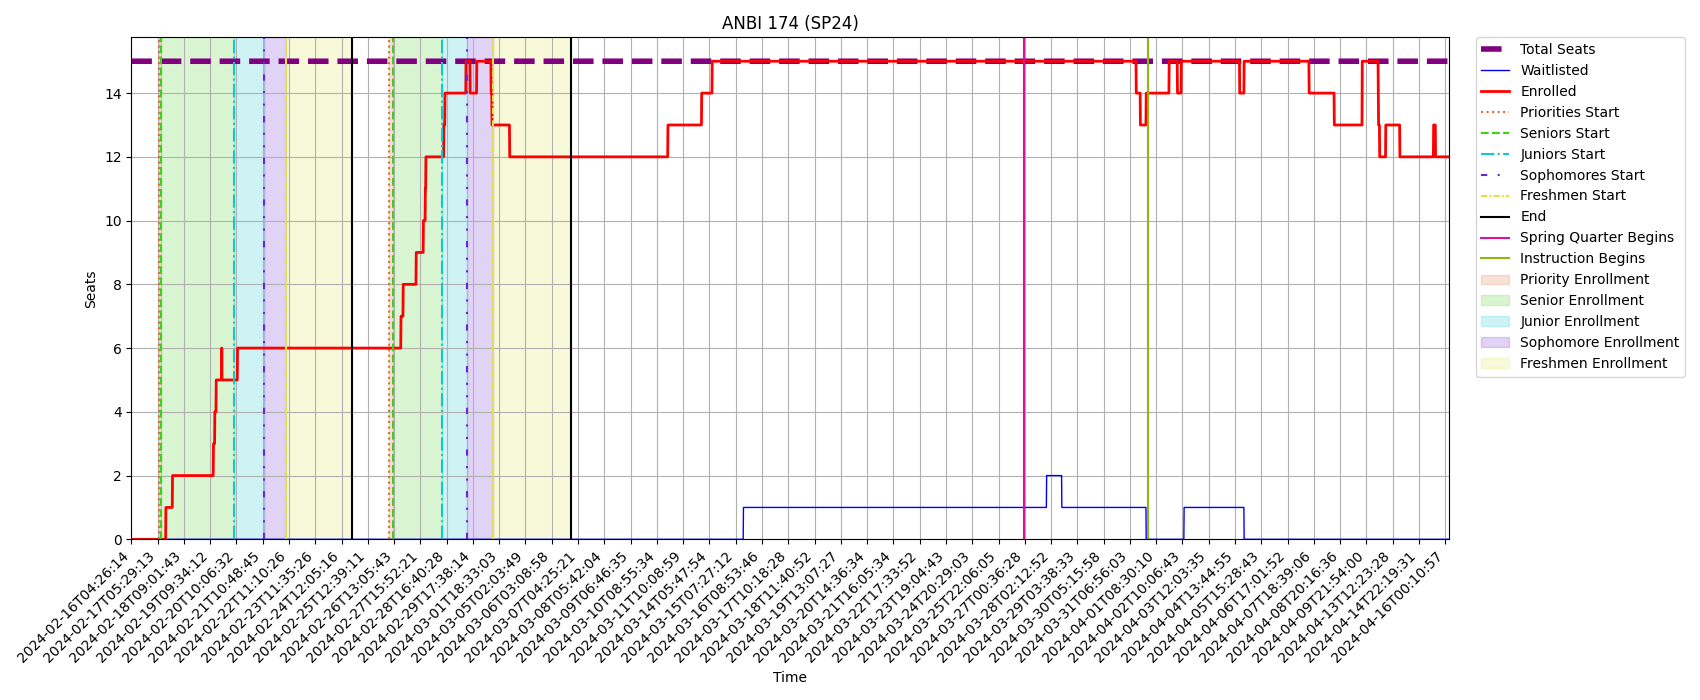 ANBI 174 (SP24)
Seats
14
12
10
8
6
4
2
0
2024-02-16T04:26:14
2024-02-17T05:29:13
2024-02-18T09:01:43
2024-02-19T09:34:12
2024-02-20T10:06:32
2024-02-21T10:48:45
2024-02-22T11:10:26
2024-02-23T11:35:26
2024-02-24T12:05:16
2024-02-25T12:39:11
2024-02-26T13:05:43
2024-02-27T15:52:21
2024-02-28T16:40:28
2024-02-29T17:38:14
2024-03-01T18:33:03
2024-03-05T02:03:49
2024-03-06T03:08:58
2024-03-07T04:25:21
2024-03-08T05:42:04
2024-03-09T06:46:35
2024-03-10T08:55:34
2024-03-11T10:08:59
2024-03-14T05:47:54
2024-03-15T07:27:12
2024-03-16T08:53:46
2024-03-17T10:18:28
2024-03-18T11:40:52
2024-03-19T13:07:27
2024-03-20T14:36:34
2024-03-21T16:05:34
2024-03-22T17:33:52
2024-03-23T19:04:43
2024-03-24T20:29:03
2024-03-25T22:06:05
2024-03-27T00:36:28
2024-03-28T02:12:52
2024-03-29T03:38:33
2024-03-30T05:15:58
2024-03-31T06:56:03
2024-04-01T08:30:10
2024-04-02T10:06:43
2024-04-03T12:03:35
2024-04-04T13:44:55
2024-04-05T15:28:43
2024-04-06T17:01:52
2024-04-07T18:39:06
2024-04-08T20:16:36
2024-04-09T21:54:00
2024-04-13T12:23:28
2024-04-14T22:19:31
2024-04-16T00:10:57
Time
Total Seats
Waitlisted
Enrolled
Priorities Start
Seniors Start
Juniors Start
Sophomores Start
Freshmen Start
End
Spring Quarter Begins
Instruction Begins
Priority Enrollment
Senior Enrollment
Junior Enrollment
Sophomore Enrollment
Freshmen Enrollment